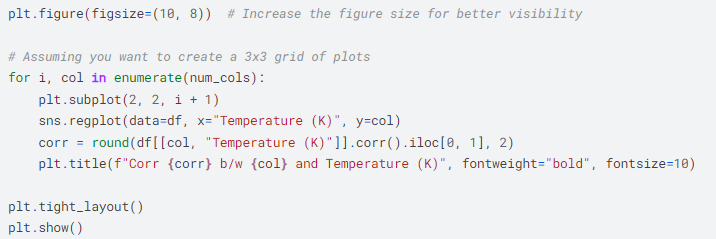 plt.figure(figsize=(10, 8))  # Increase the figure size for better visibility

# Assuming you want to create a 3x3 grid of plots
for i, col in enumerate(num_cols):
    plt.subplot(2, 2, i + 1)
    sns.regplot(data=df, x="Temperature (K)", y=col)
    corr = round(df[[col, "Temperature (K)"]].corr().iloc[0, 1], 2)
    plt.title(f"Corr {corr} b/w {col} and Temperature (K)", fontweight="bold", fontsize=10)

plt.tight_layout()
plt.show()